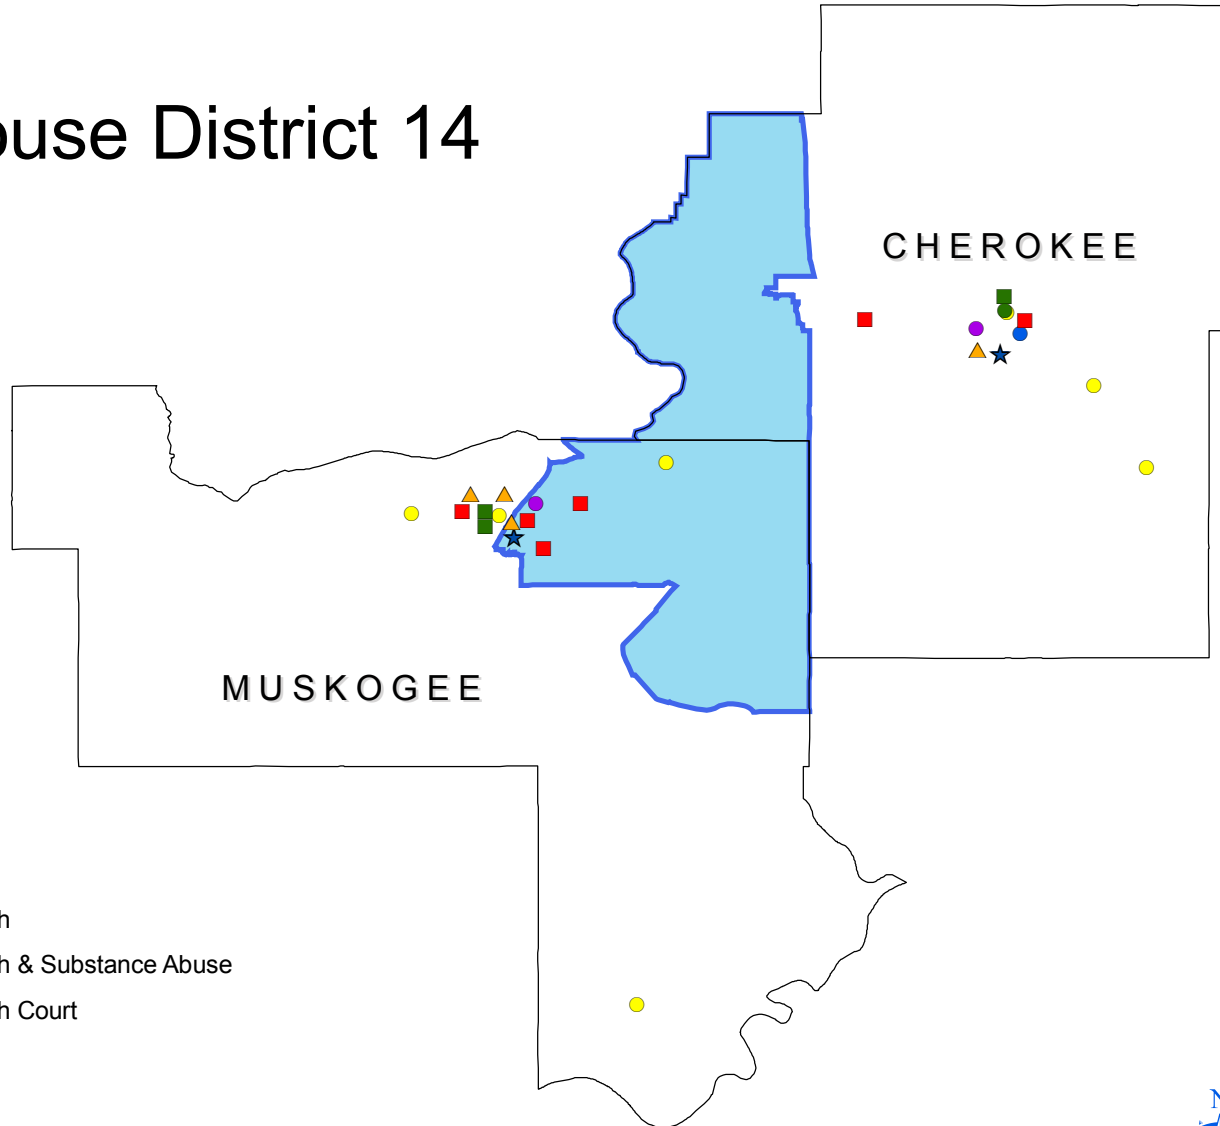 ouse District 14
CHEROKEE
MUSKOGEE
h
h & Substance Abuse
h Court
N